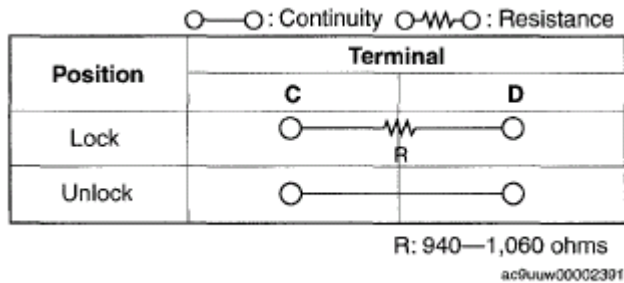 : Continuity : Resistance
Position Terminal
C D
Lock R
Unlock
R: 940—1,060 ohms
ac9uuw00002391